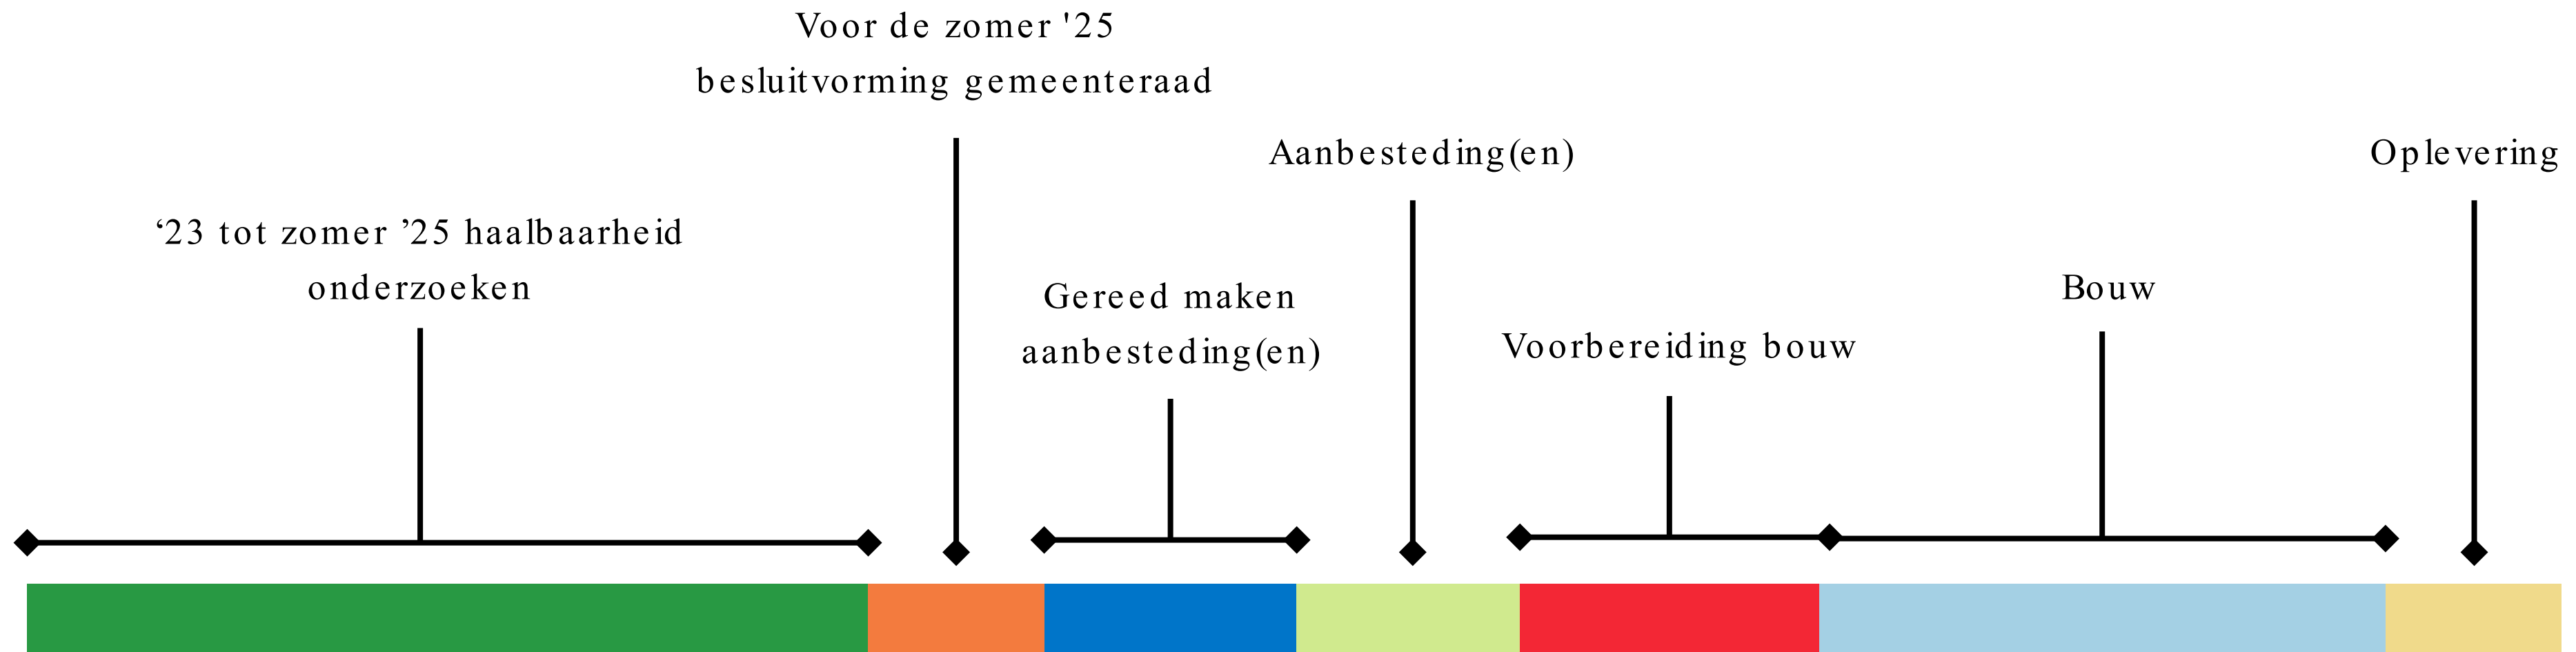 ‘23 tot zomer ’25 haalbaarheid
onderzoeken
Voor de zomer '25
besluitvorming gemeenteraad
Gereed maken
aanbesteding(en)
Aanbesteding(en)
Voorbereiding bouw
Bouw
Oplevering